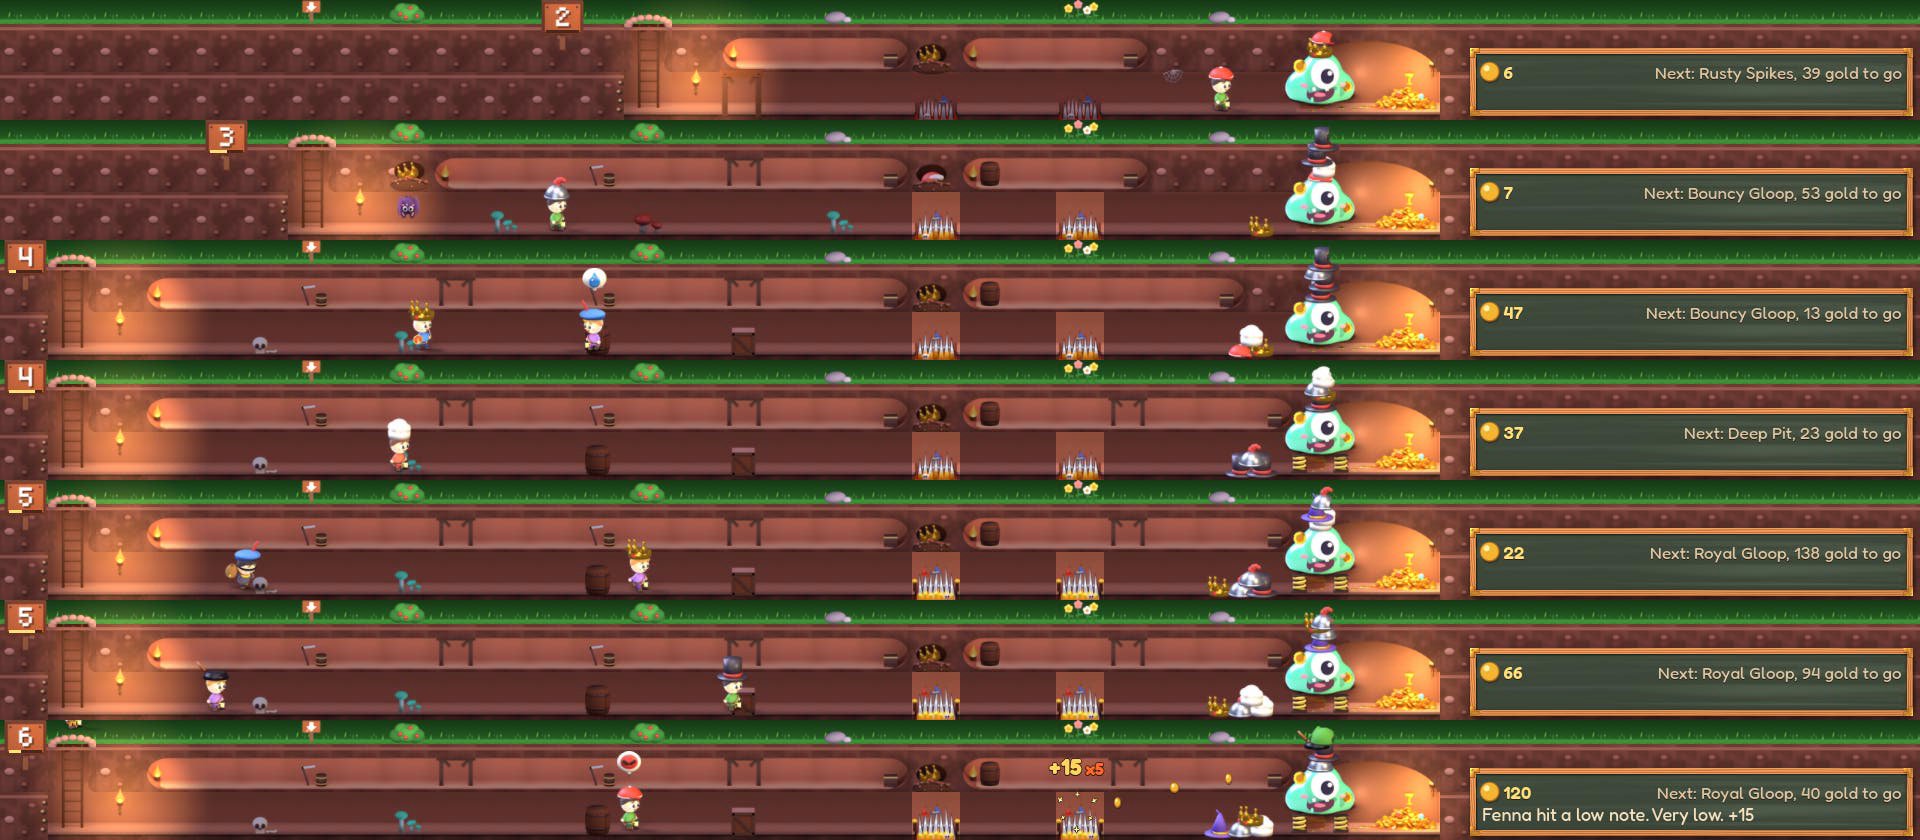 2
6 Next: Rusty Spikes, 39 gold to go
3
7 Next: Bouncy Gloop, 53 gold to go
4
47 Next: Bouncy Gloop, 13 gold to go
4
37 Next: Deep Pit, 23 gold to go
5
22 Next: Royal Gloop, 138 gold to go
5
66 Next: Royal Gloop, 94 gold to go
6
+15 x5
120 Next: Royal Gloop, 40 gold to go
Fenna hit a low note. Very low. +15